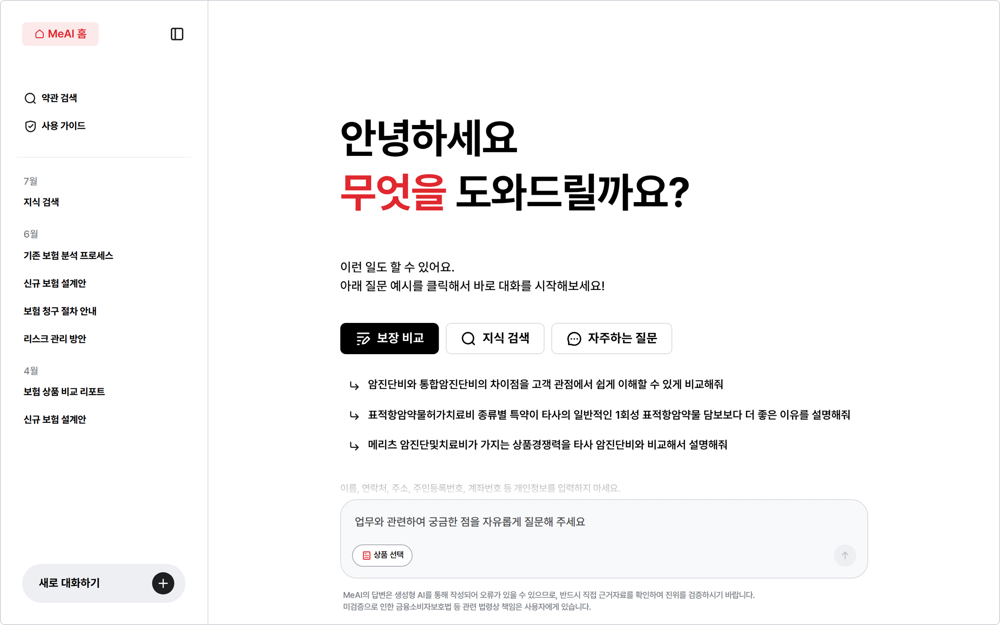 MeAI 홈
약관 검색
사용 가이드
7월
지식 검색
6월
기존 보험 분석 프로세스
신규 보험 설계안
보험 청구 절차 안내
리스크 관리 방안
4월
보험 상품 비교 리포트
신규 보험 설계안
새로 대화하기
안녕하세요
무엇을 도와드릴까요?
이런 일도 할 수 있어요.
아래 질문 예시를 클릭해서 바로 대화를 시작해보세요!
보장 비교
지식 검색
자주하는 질문
암진단비와 통합암진단비의 차이점을 고객 관점에서 쉽게 이해할 수 있게 비교해줘
표적항암약물허가치료비 종류별 특약이 타사의 일반적인 1회성 표적항암약물 담보보다 더 좋은 이유를 설명해줘
메리츠 암진단및치료비가 가지는 상품경쟁력을 타사 암진단비와 비교해서 설명해줘
이름, 연락처, 주소, 주민등록번호, 계좌번호 등 개인정보를 입력하지 마세요.
업무와 관련하여 궁금한 점을 자유롭게 질문해 주세요
상품 선택
MeAI의 답변은 생성형 AI를 통해 작성되어 오류가 있을 수 있으므로, 반드시 직접 근거자료를 확인하여 진위를 검증하시기 바랍니다.
미검증으로 인한 금융소비자보호법 등 관련 법령상 책임은 사용자에게 있습니다.